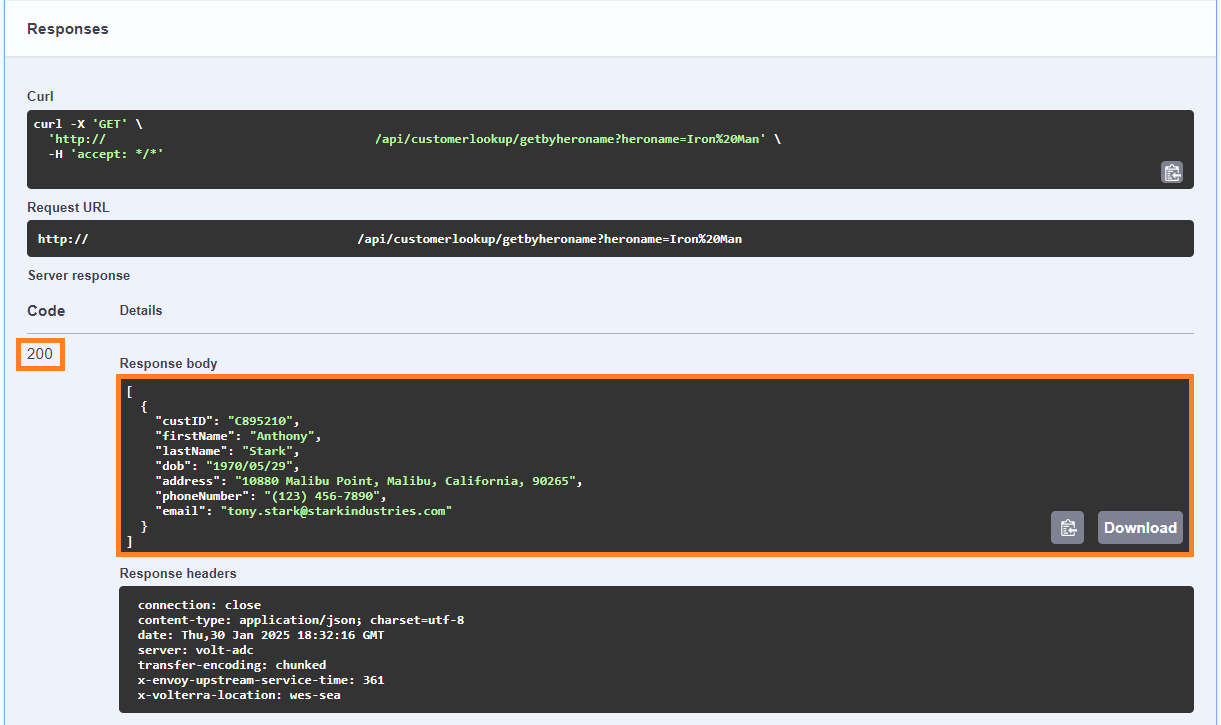 Responses
Curl
curl -X 'GET' \
'http:// /api/customerlookup/getbyheroname?heroname=Iron%20Man' \
-H 'accept: */*'
Request URL
http:// /api/customerlookup/getbyheroname?heroname=Iron%20Man
Server response
Code Details
200
Response body
[
{
"custID": "C895210",
"firstName": "Anthony",
"lastName": "Stark",
"dob": "1970/05/29",
"address": "10880 Malibu Point, Malibu, California, 90265",
"phoneNumber": "(123) 456-7890",
"email": "tony.stark@starkindustries.com"
}
]
Download
Response headers
connection: close
content-type: application/json; charset=utf-8
date: Thu,30 Jan 2025 18:32:16 GMT
server: volt-adc
transfer-encoding: chunked
x-envoy-upstream-service-time: 361
x-volterra-location: wes-sea